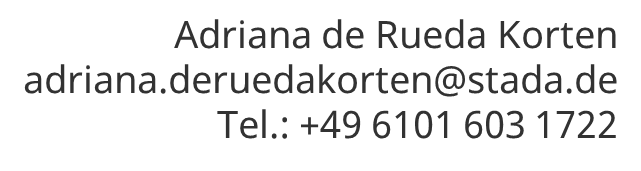 Adriana de Rueda Korten
adriana.deruedakorten@stada.de
Tel.: +49 6101 603 1722